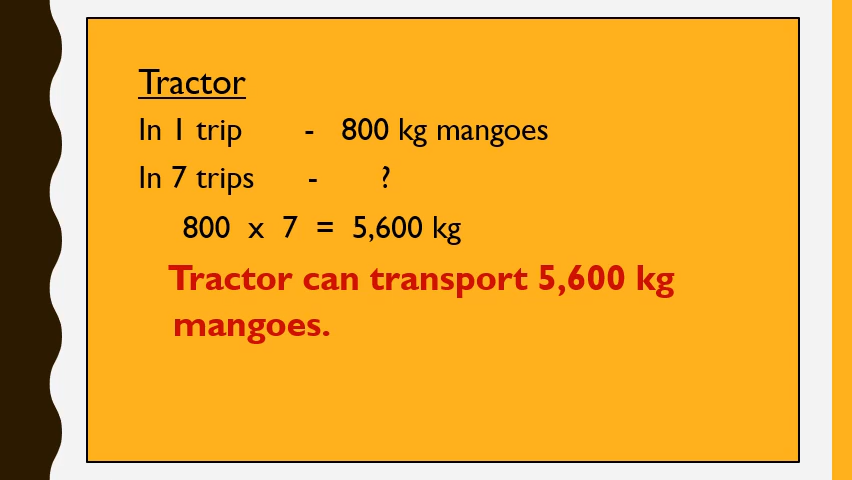 Tractor
In 1 trip - 800 kg mangoes
In 7 trips - ?
800 x 7 = 5,600 kg
Tractor can transport 5,600 kg
mangoes.